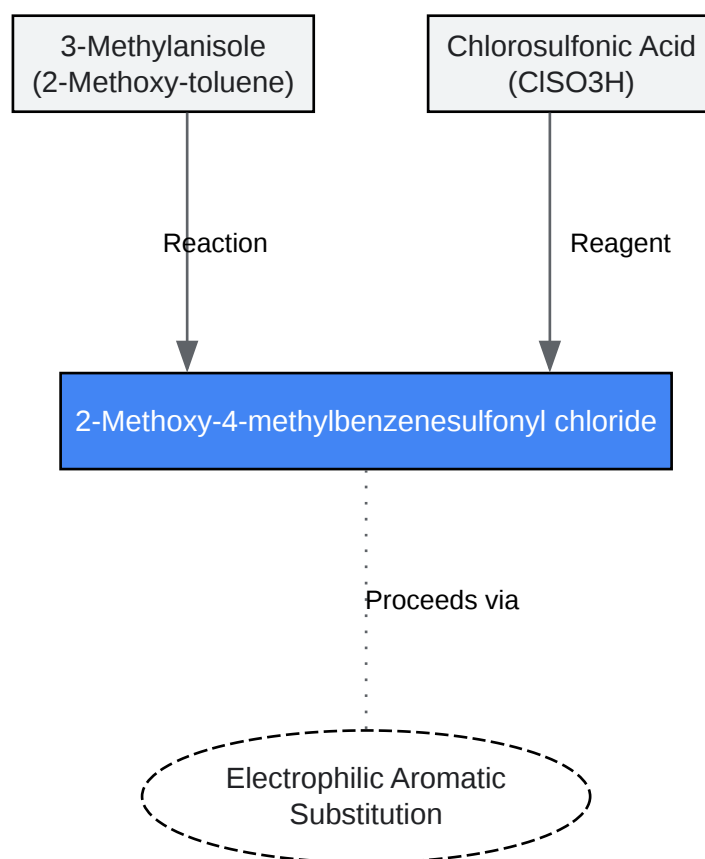 3-Methylanisole
(2-Methoxy-toluene)
Chlorosulfonic Acid
(ClSO3H)
Reaction
Reagent
2-Methoxy-4-methylbenzenesulfonyl chloride
Proceeds via
Electrophilic Aromatic
Substitution